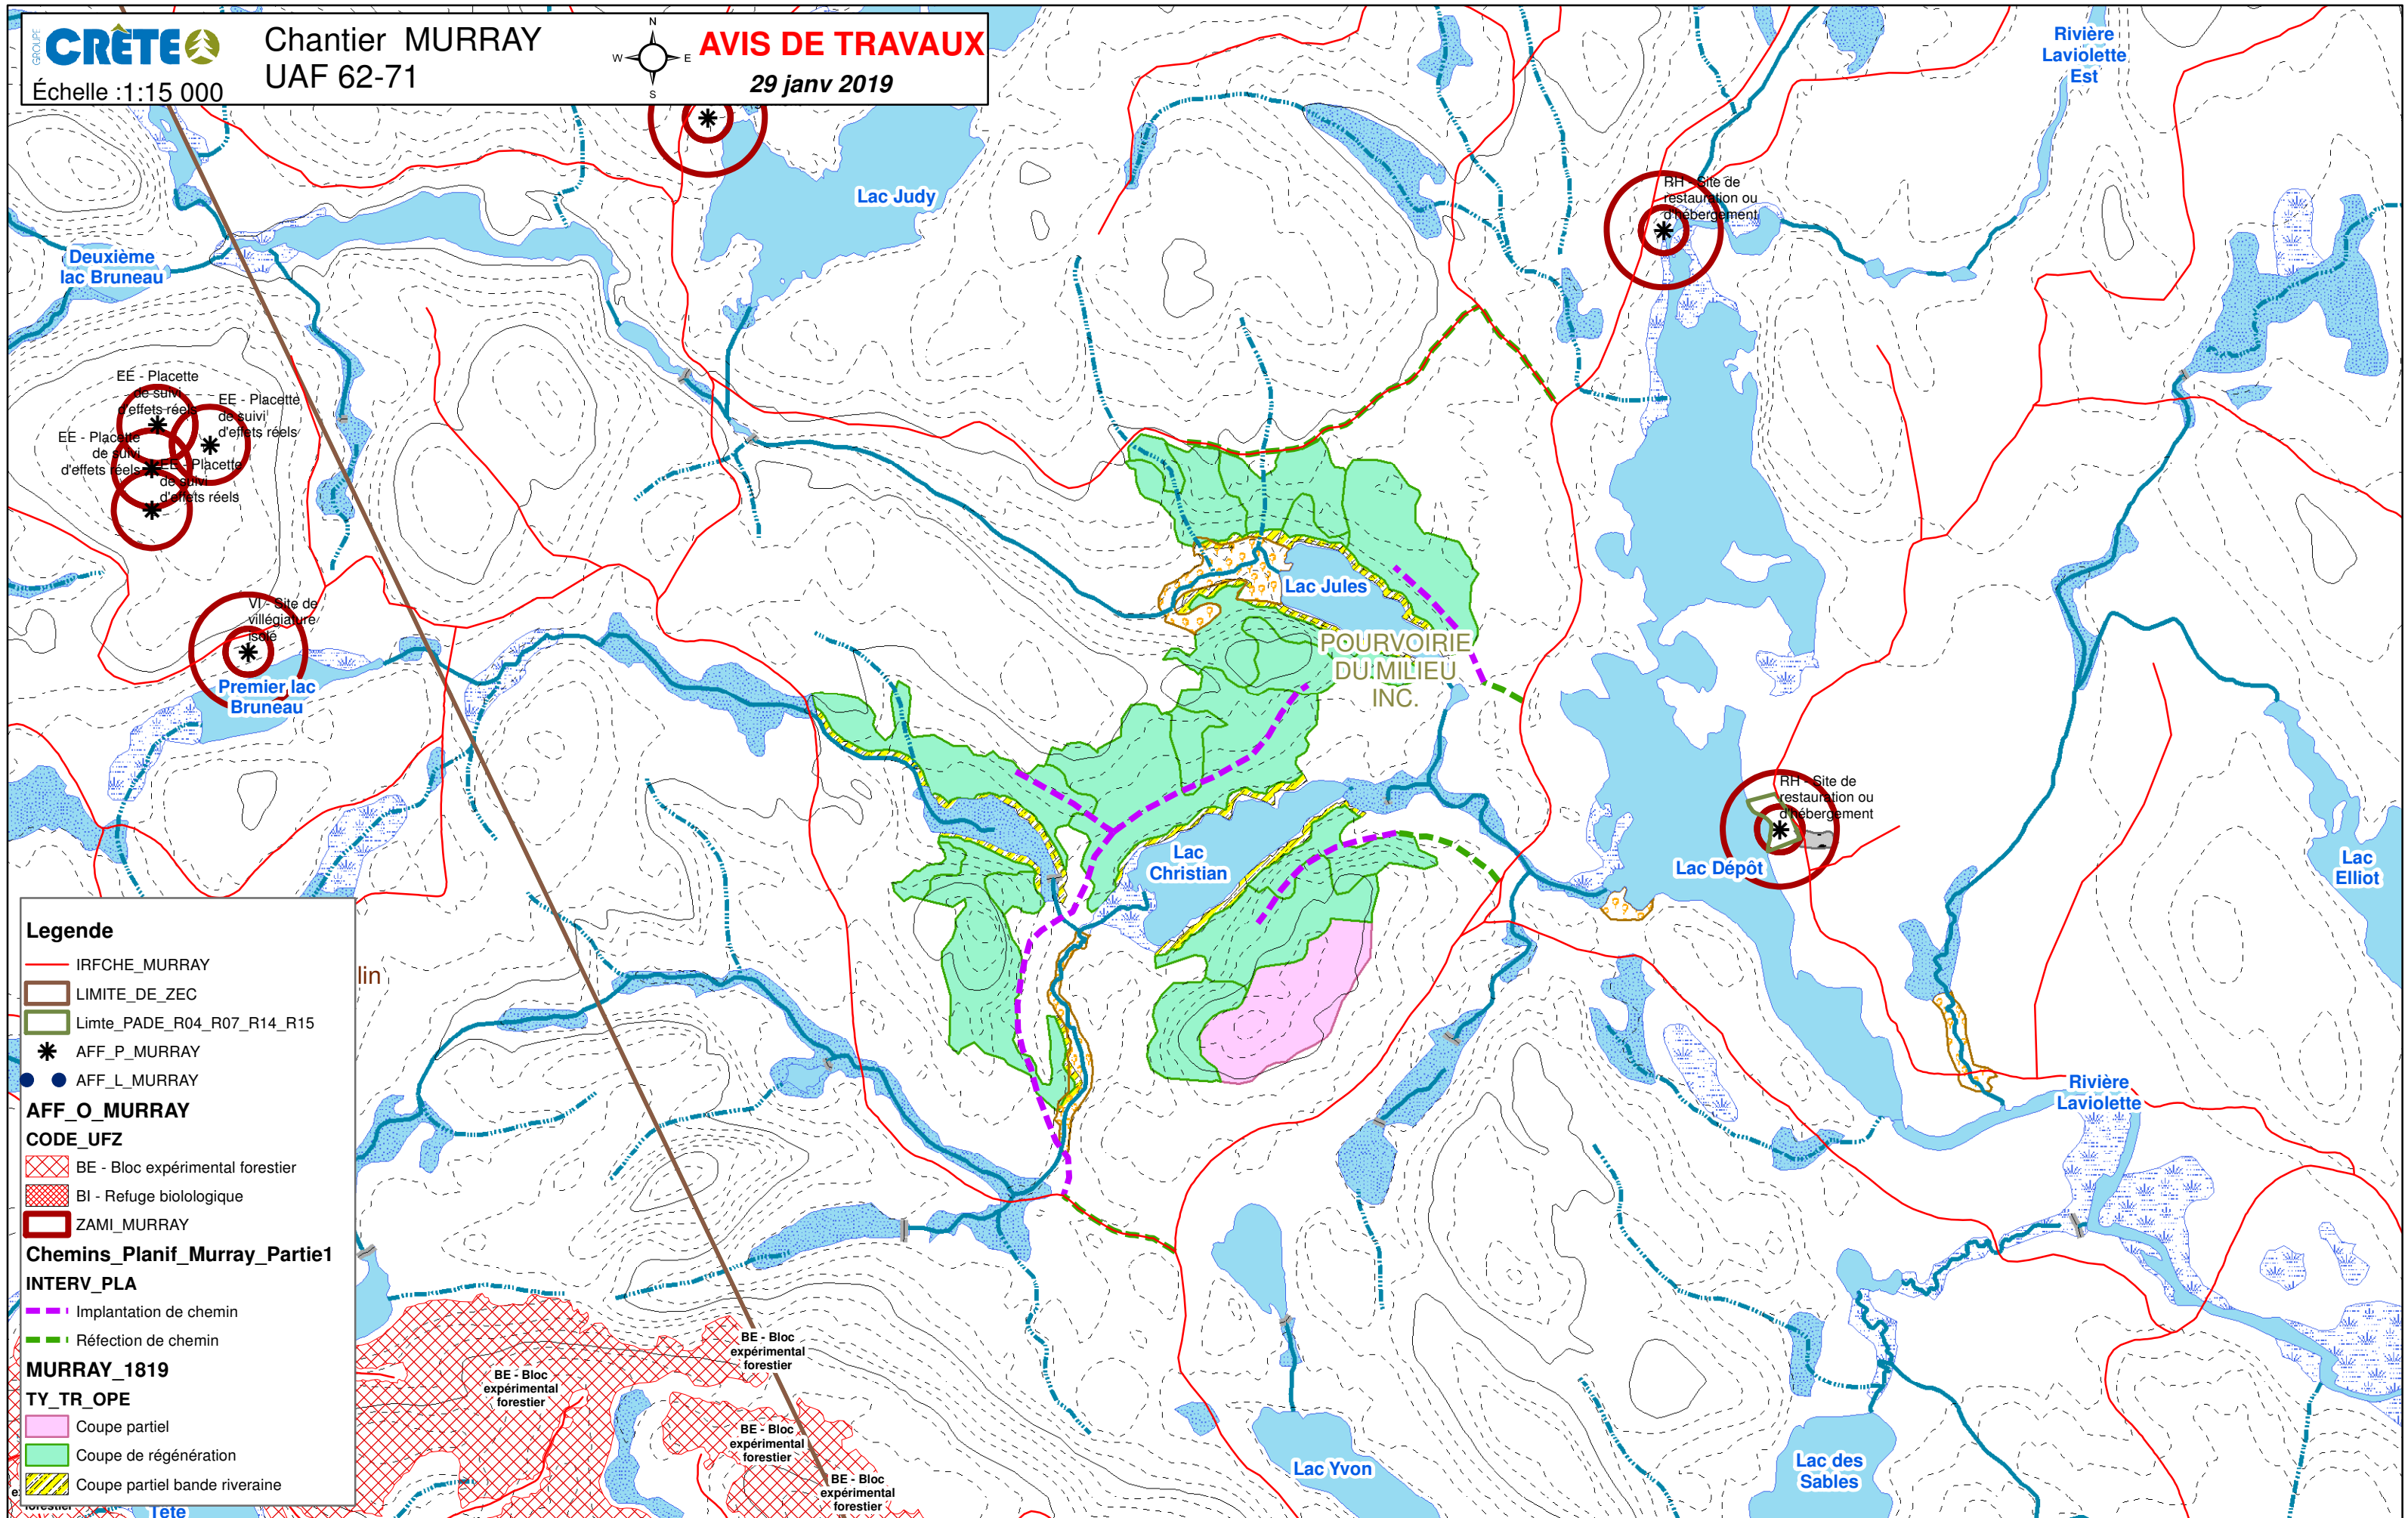 GROUPE
CRÊTE
Échelle :1:15 000
Chantier MURRAY
UAF 62-71
N
W
E
S
AVIS DE TRAVAUX
29 janv 2019
Rivière
Laviolette
Est
Lac Judy
RH - Site de
restauration ou
d'hébergement
Deuxième
lac Bruneau
EE - Placette
de suivi
d'effets réels
EE - Placette
de suivi
d'effets réels
EE - Placette
de suivi
d'effets réels
EE - Placette
de suivi
d'effets réels
Lac Jules
VI - Site de
villégiature
isolé
POURVOIRIE
DU MILIEU
INC.
Premier lac
Bruneau
RH - Site de
restauration ou
d'hébergement
Lac
Christian
Lac Dépôt
Lac
Elliot
lin
Legende
IRFCHE_MURRAY
LIMITE_DE_ZEC
Limte_PADE_R04_R07_R14_R15
AFF_P_MURRAY
AFF_L_MURRAY
AFF_O_MURRAY
CODE_UFZ
BE - Bloc expérimental forestier
BI - Refuge biolologique
ZAMI_MURRAY
Chemins_Planif_Murray_Partie1
INTERV_PLA
Implantation de chemin
Réfection de chemin
MURRAY_1819
TY_TR_OPE
Coupe partiel
Coupe de régénération
Coupe partiel bande riveraine
Rivière
Laviolette
BE - Bloc
expérimental
forestier
BE - Bloc
expérimental
forestier
BE - Bloc
expérimental
forestier
BE - Bloc
expérimental
forestier
Lac Yvon
Lac des
Sables
Tête